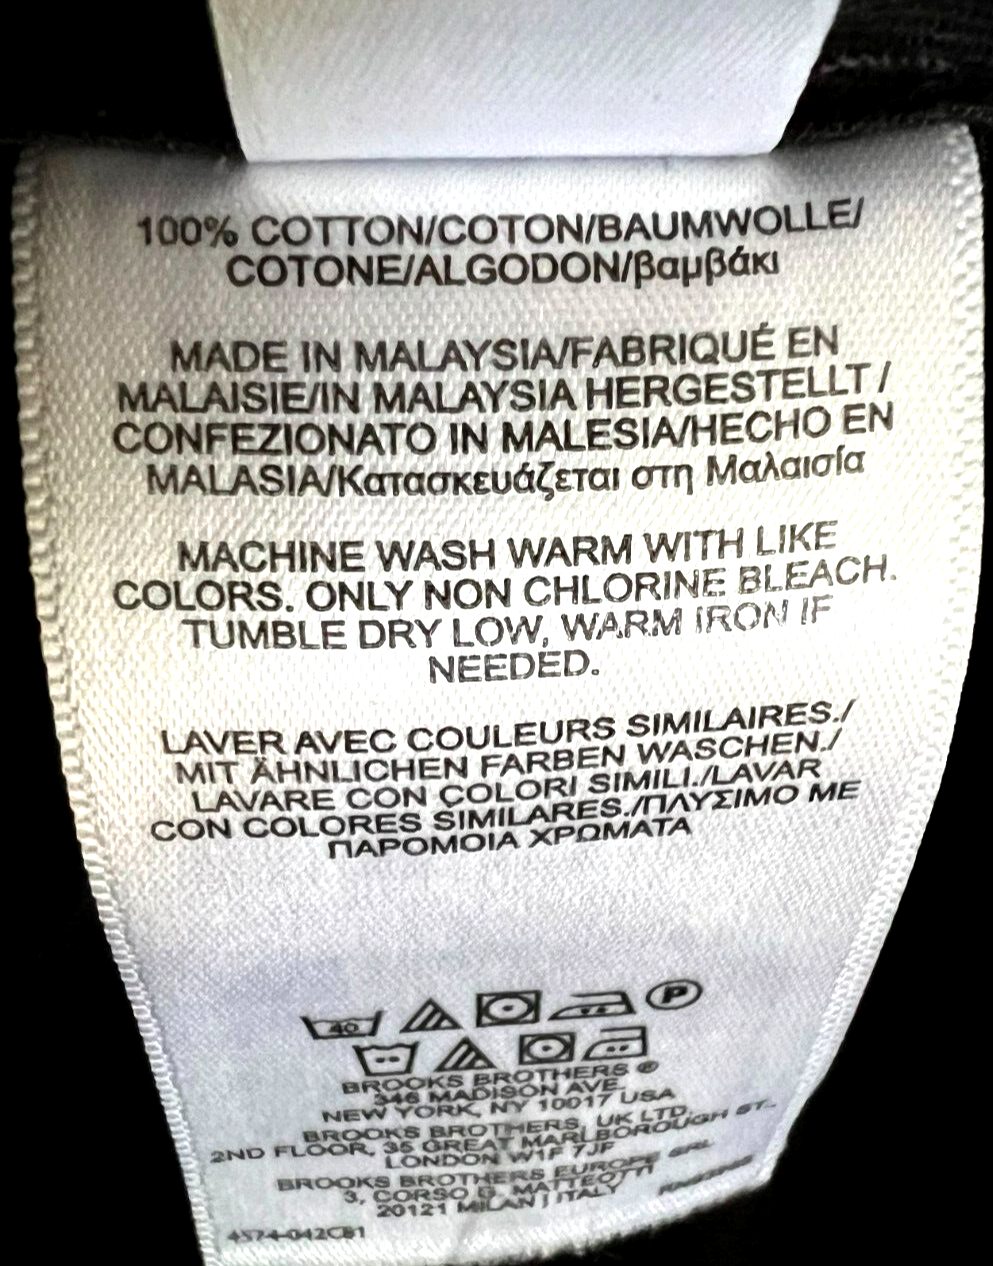 100% COTTON/COTON/BAUMWOLLE/
COTONE/ALGODON/βαμβάκι
MADE IN MALAYSIA/FABRIQUÉ EN
MALAISIE/IN MALAYSIA HERGESTELLT /
CONFEZIONATO IN MALESIA/HECHO EN
MALASIA/Κατασκευάζεται στη Μαλαισία
MACHINE WASH WARM WITH LIKE
COLORS. ONLY NON CHLORINE BLEACH.
TUMBLE DRY LOW, WARM IRON IF
NEEDED.
LAVER AVEC COULEURS SIMILAIRES./
MIT ÄHNLICHEN FARBEN WASCHEN./
LAVARE CON COLORI SIMILI./LAVAR
CON COLORES SIMILARES./ΠΛΥΣΙΜΟ ΜΕ
ΠΑΡΟΜΟΙΑ ΧΡΩΜΑΤΑ
40 P
BROOKS BROTHERS ®
346 MADISON AVE.
NEW YORK, NY 10017 USA
BROOKS BROTHERS, UK LTD.
2ND FLOOR, 35 GREAT MARLBOROUGH ST.
LONDON W1F 7JF
BROOKS BROTHERS EUROPE SRL
3, CORSO G. MATTEOTTI
20121 MILAN | ITALY
4574-042CB1